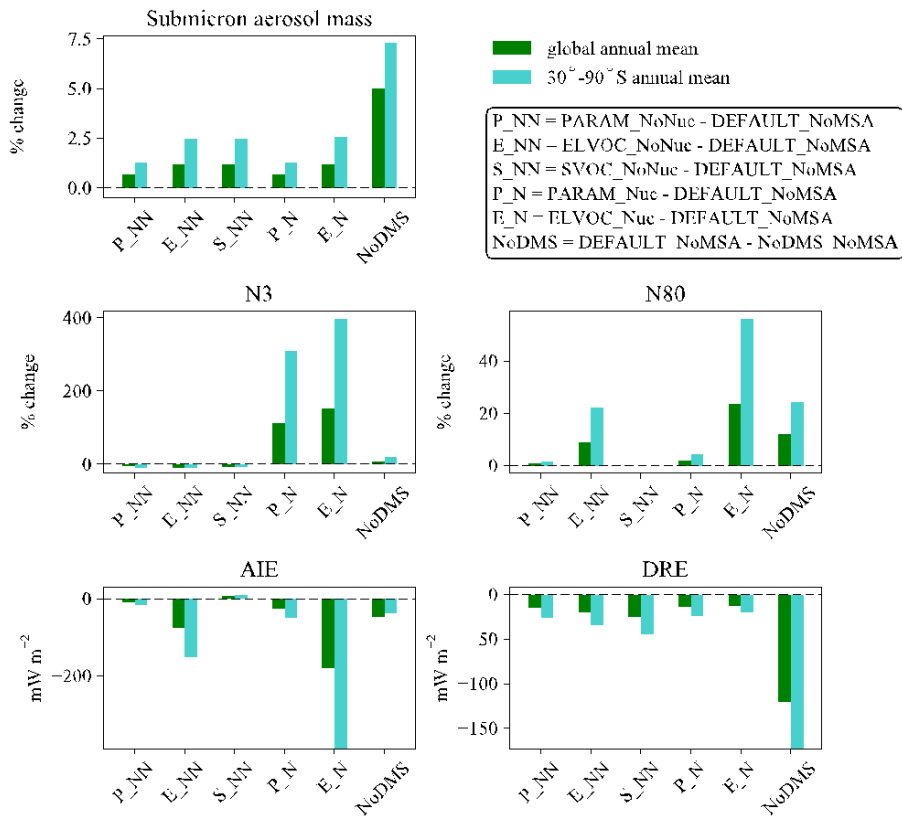 Submicron aerosol mass
7.5
5.0
2.5
0.0
% change
P_NN
E_NN
S_NN
P_N
E_N
NoDMS
global annual mean
30°-90°S annual mean
P_NN = PARAM_NoNuc - DEFAULT_NoMSA
E_NN = ELVOC_NoNuc - DEFAULT_NoMSA
S_NN = SVOC_NoNuc - DEFAULT_NoMSA
P_N = PARAM_Nuc - DEFAULT_NoMSA
E_N = ELVOC_Nuc - DEFAULT_NoMSA
NoDMS = DEFAULT_NoMSA - NoDMS_NoMSA
N3
400
200
0
% change
P_NN
E_NN
S_NN
P_N
E_N
NoDMS
N80
40
20
0
% change
P_NN
E_NN
S_NN
P_N
E_N
NoDMS
AIE
0
−200
mW m⁻²
P_NN
E_NN
S_NN
P_N
E_N
NoDMS
DRE
0
−50
−100
−150
mW m⁻²
P_NN
E_NN
S_NN
P_N
E_N
NoDMS